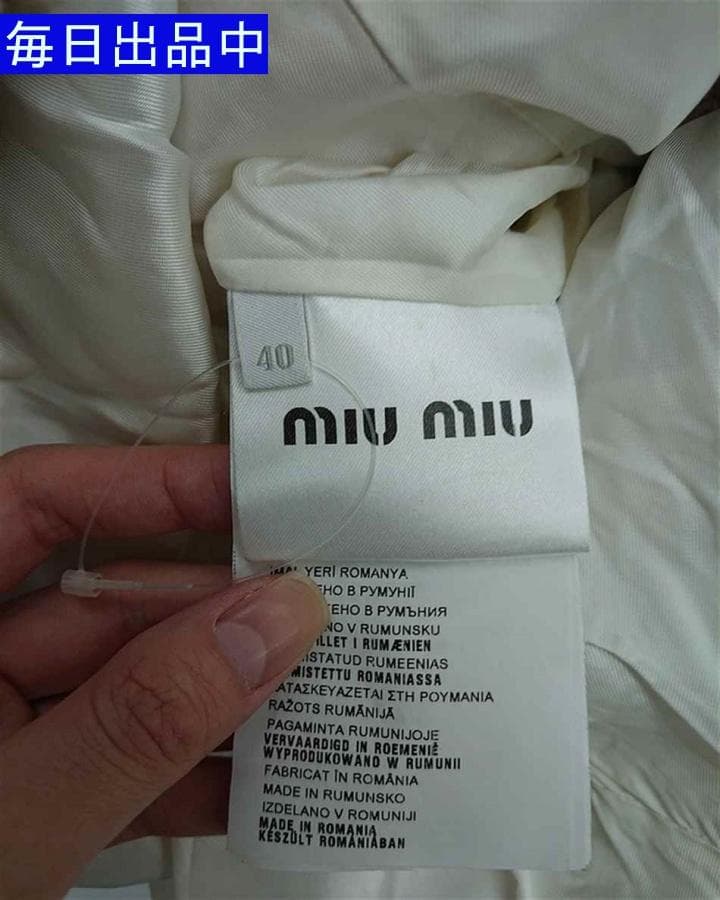 毎日出品中
40
miu miu
YERİ ROMANYA
В РУМУНІЇ
В РУМЪНИЯ
V RUMUNSKU
I RUMÆNIEN
RUMEENIAS
ROMANIASSA
ΣΤΗ ΡΟΥΜΑΝΙΑ
RAŽOTS RUMĀNIJĀ
PAGAMINTA RUMUNIJOJE
VERVAARDIGD IN ROEMENIË
WYPRODUKOWANO W RUMUNII
FABRICAT ÎN ROMÂNIA
MADE IN RUMUNSKO
IZDELANO V ROMUNIJI
MADE IN ROMANIA
KÉSZÜLT ROMÁNIÁBAN